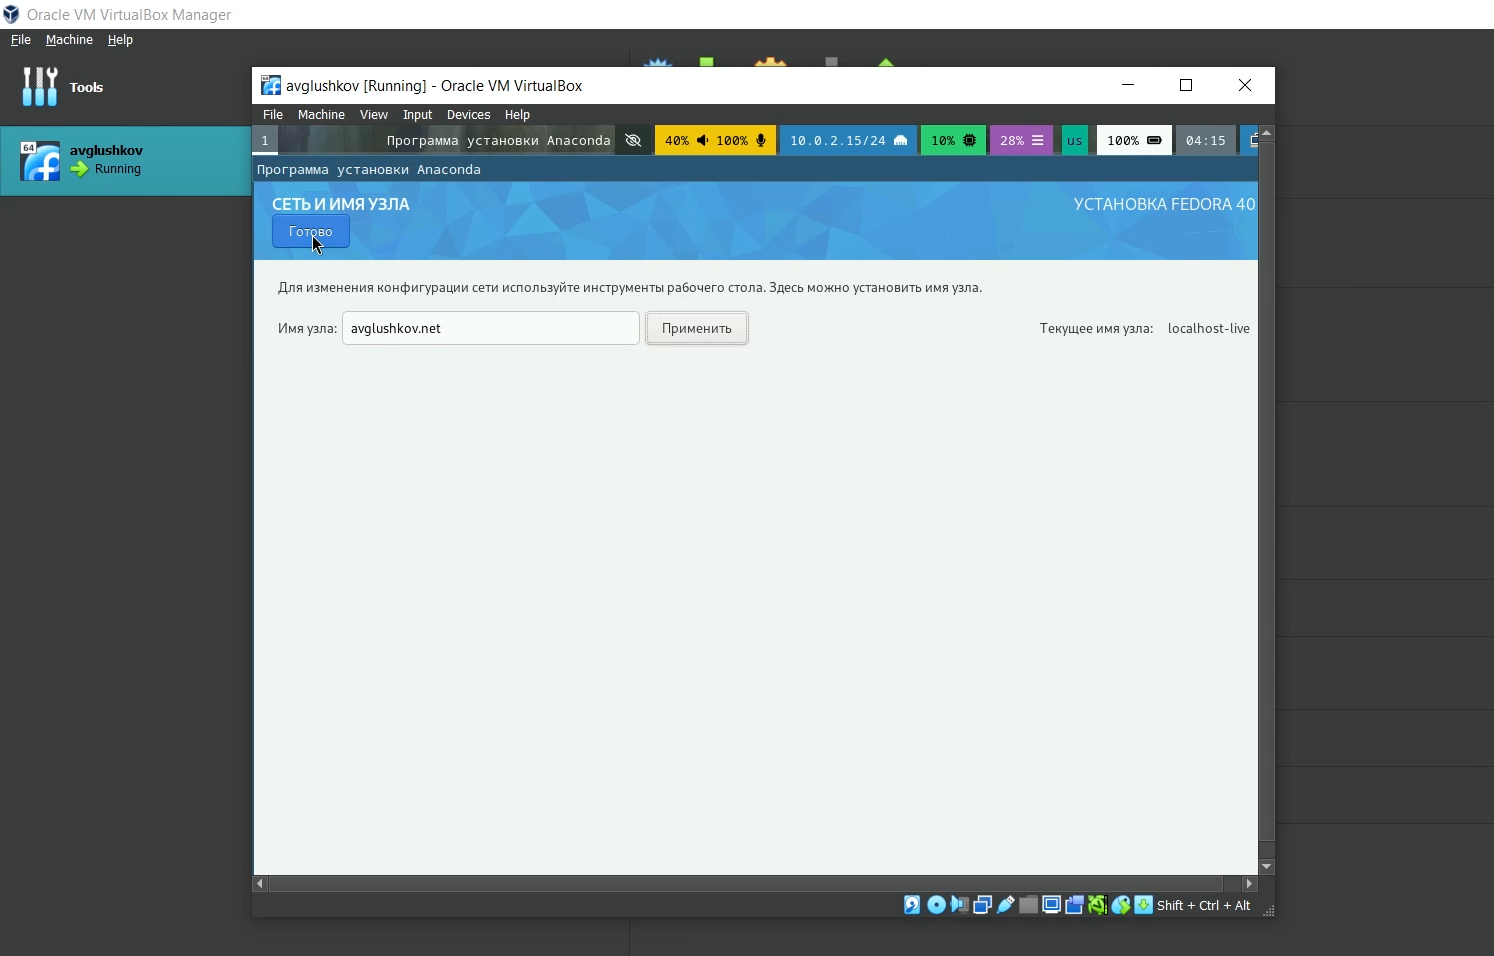 Oracle VM VirtualBox Manager
File Machine Help
Tools
64
avglushkov
Running
avglushkov [Running] - Oracle VM VirtualBox
File Machine View Input Devices Help
1 Программа установки Anaconda 40% 100% 10.0.2.15/24 10% 28% us 100% 04:15
Программа установки Anaconda
СЕТЬ И ИМЯ УЗЛА УСТАНОВКА FEDORA 40
Готово
Для изменения конфигурации сети используйте инструменты рабочего стола. Здесь можно установить имя узла.
Имя узла: avglushkov.net Применить Текущее имя узла: localhost-live
Shift + Ctrl + Alt